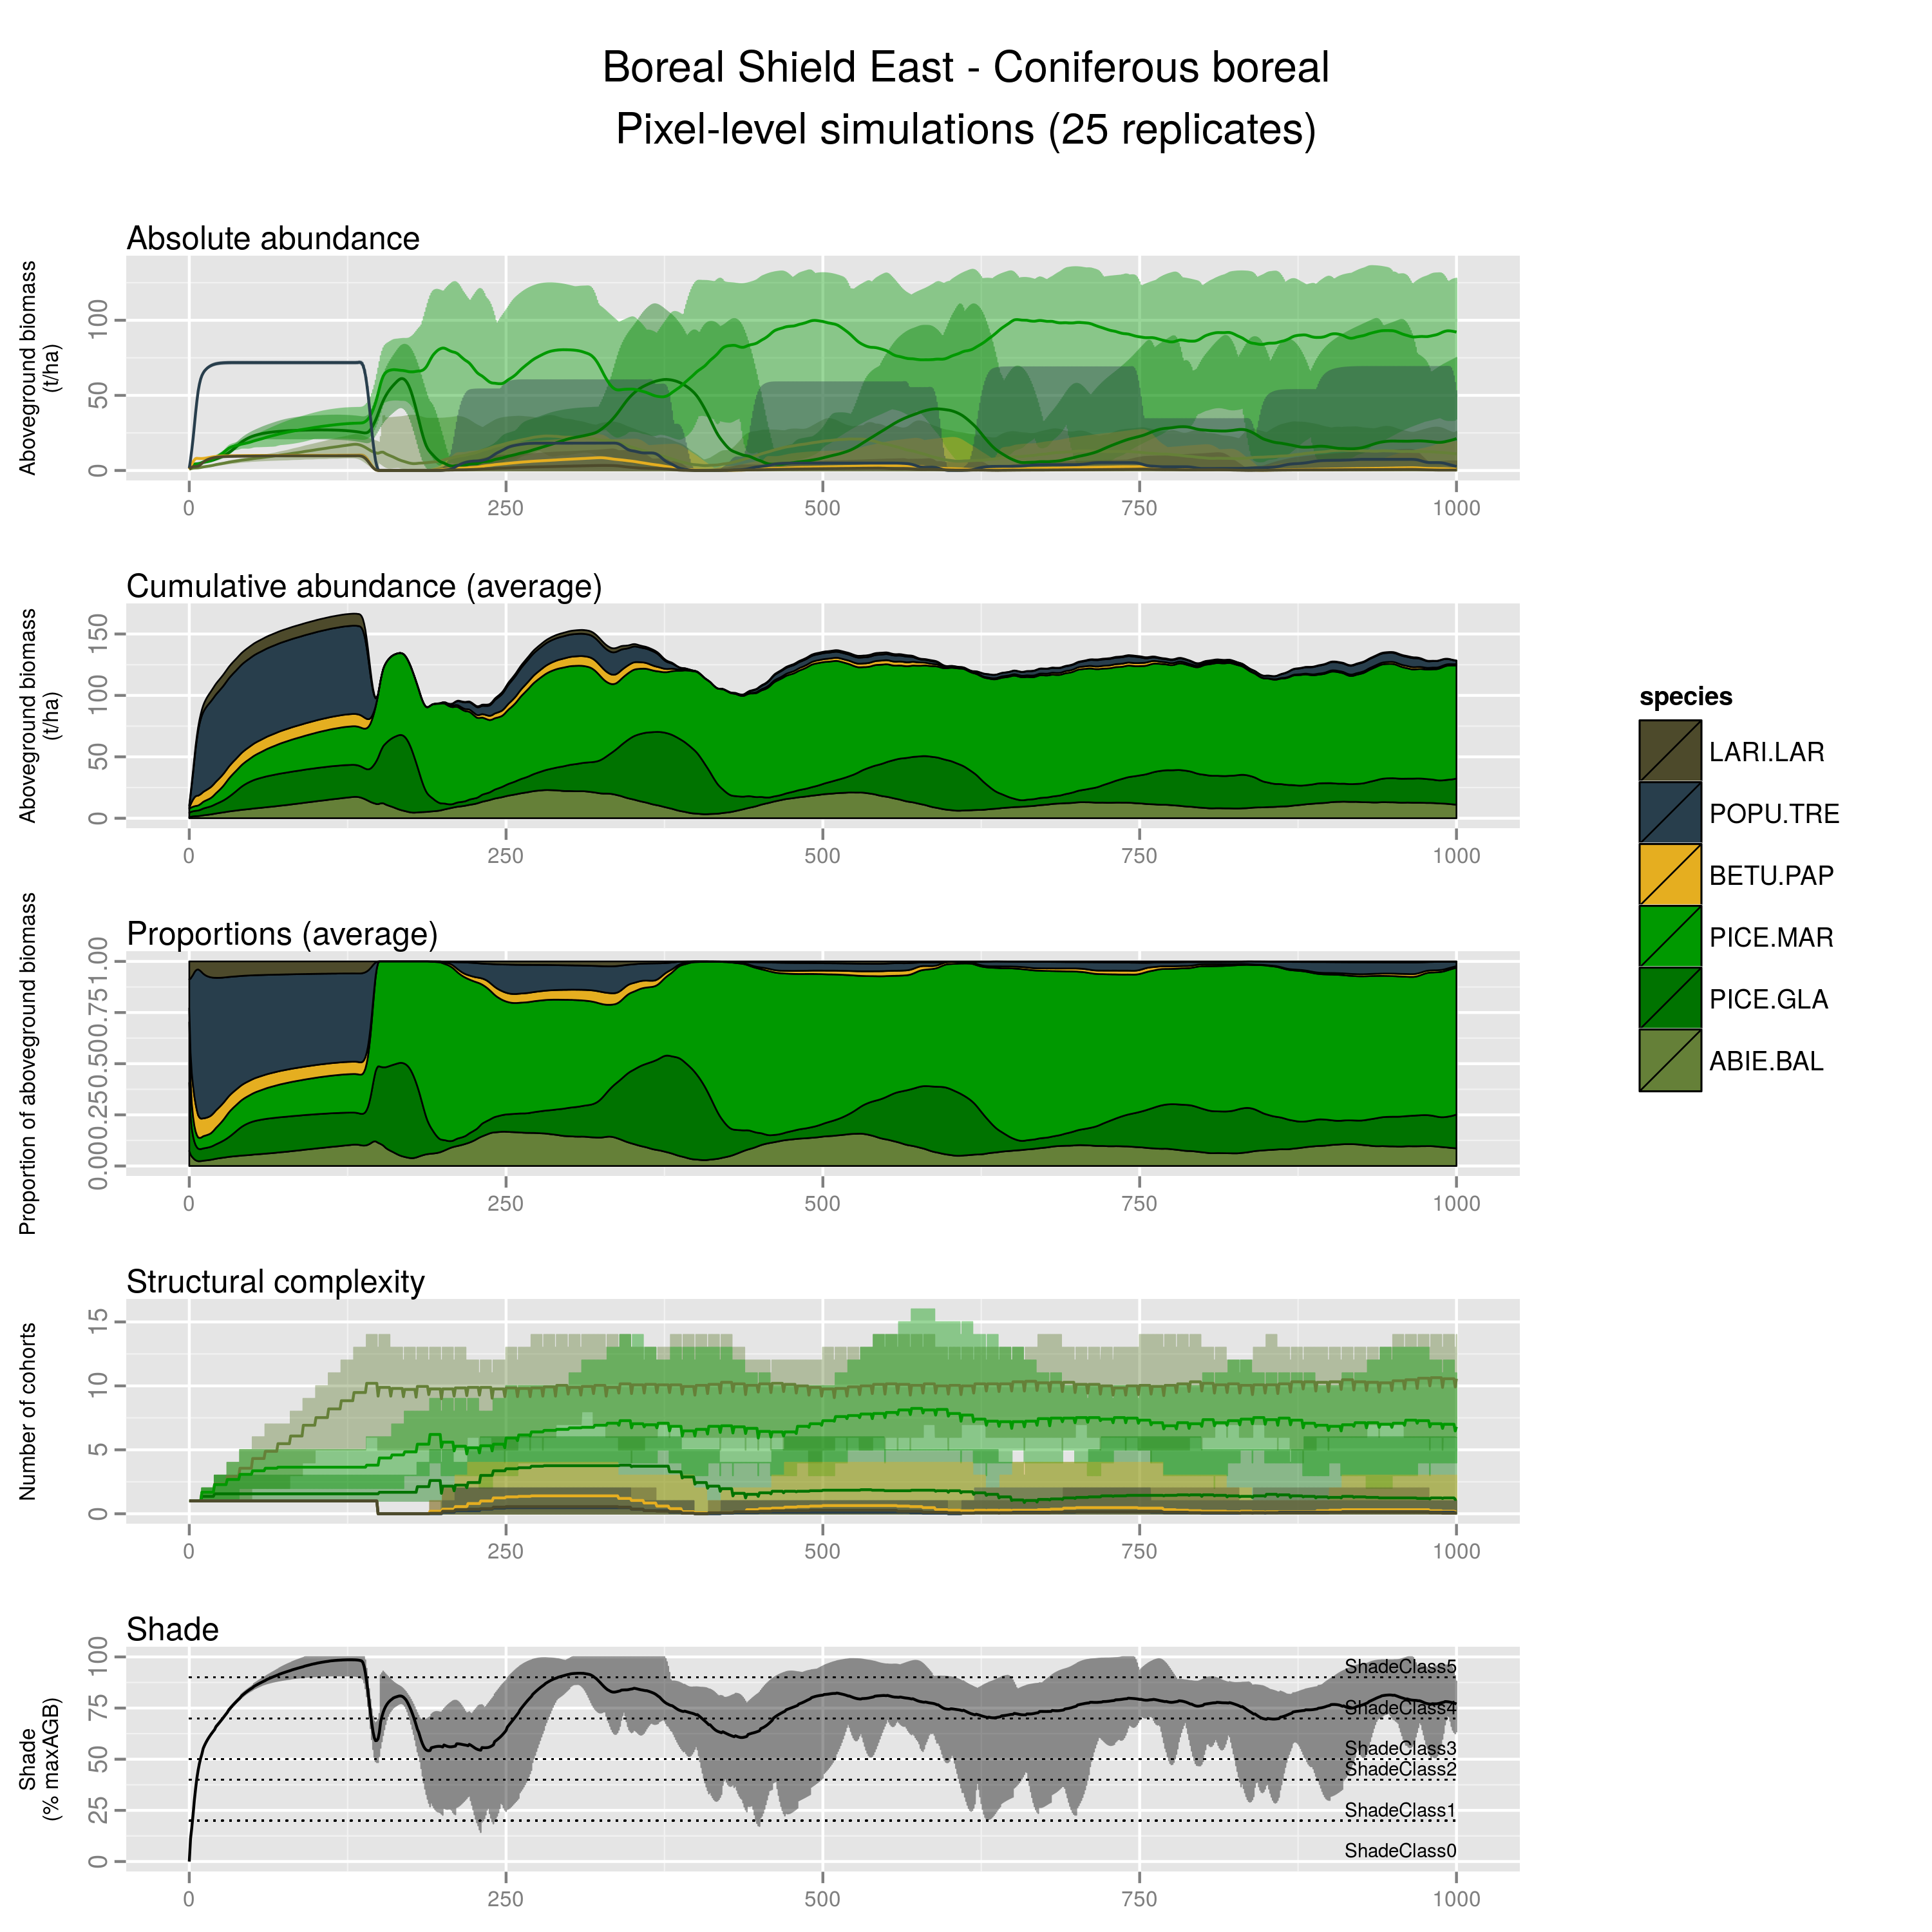 Boreal Shield East - Coniferous boreal
Pixel-level simulations (25 replicates)
Absolute abundance
Aboveground biomass
(t/ha)
100
50
0
0 250 500 750 1000
Cumulative abundance (average)
Aboveground biomass
(t/ha)
150
100
50
0
0 250 500 750 1000
Proportions (average)
Proportion of aboveground biomass
1.00
0.75
0.50
0.25
0.00
0 250 500 750 1000
Structural complexity
Number of cohorts
15
10
5
0
0 250 500 750 1000
Shade
Shade
(% maxAGB)
100
75
50
25
0
ShadeClass5
ShadeClass4
ShadeClass3
ShadeClass2
ShadeClass1
ShadeClass0
0 250 500 750 1000
species
LARI.LAR
POPU.TRE
BETU.PAP
PICE.MAR
PICE.GLA
ABIE.BAL